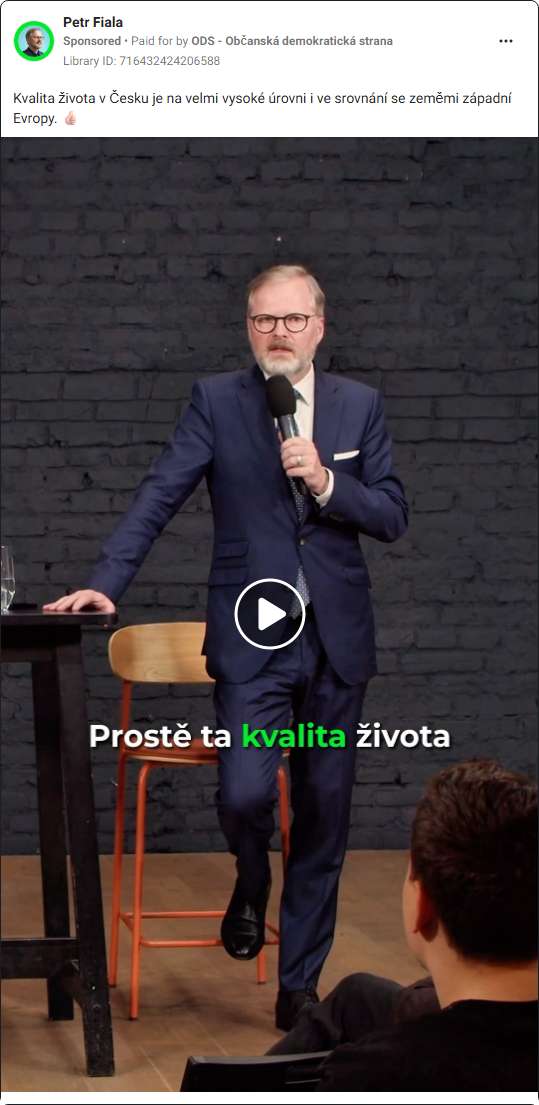 Petr Fiala
Sponsored • Paid for by ODS - Občanská demokratická strana
Library ID: 716432424206588
Kvalita života v Česku je na velmi vysoké úrovni i ve srovnání se zeměmi západní
Evropy. 👍🏻
Prostě ta kvalita života